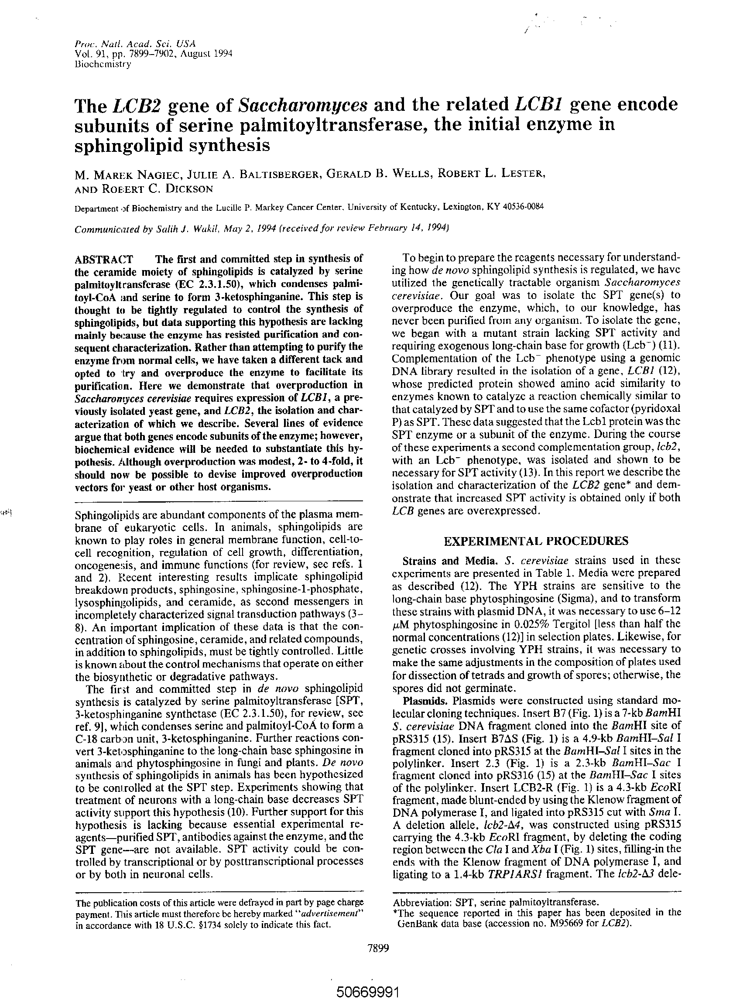 Proc. Natl. Acad. Sci. USA
Vol. 91, pp. 7899–7902, August 1994
Biochemistry
The LCB2 gene of Saccharomyces and the related LCB1 gene encode
subunits of serine palmitoyltransferase, the initial enzyme in
sphingolipid synthesis
M. MAREK NAGIEC, JULIE A. BALTISBERGER, GERALD B. WELLS, ROBERT L. LESTER,
AND ROBERT C. DICKSON
Department of Biochemistry and the Lucille P. Markey Cancer Center, University of Kentucky, Lexington, KY 40536-0084
Communicated by Salih J. Wakil, May 2, 1994 (received for review February 14, 1994)
ABSTRACT The first and committed step in synthesis of
the ceramide moiety of sphingolipids is catalyzed by serine
palmitoyltransferase (EC 2.3.1.50), which condenses palmi-
toyl-CoA and serine to form 3-ketosphinganine. This step is
thought to be tightly regulated to control the synthesis of
sphingolipids, but data supporting this hypothesis are lacking
mainly because the enzyme has resisted purification and con-
sequent characterization. Rather than attempting to purify the
enzyme from normal cells, we have taken a different tack and
opted to try and overproduce the enzyme to facilitate its
purification. Here we demonstrate that overproduction in
Saccharomyces cerevisiae requires expression of LCB1, a pre-
viously isolated yeast gene, and LCB2, the isolation and char-
acterization of which we describe. Several lines of evidence
argue that both genes encode subunits of the enzyme; however,
biochemical evidence will be needed to substantiate this hy-
pothesis. Although overproduction was modest, 2- to 4-fold, it
should now be possible to devise improved overproduction
vectors for yeast or other host organisms.
Sphingolipids are abundant components of the plasma mem-
brane of eukaryotic cells. In animals, sphingolipids are
known to play roles in general membrane function, cell-to-
cell recognition, regulation of cell growth, differentiation,
oncogenesis, and immune functions (for review, see refs. 1
and 2). Recent interesting results implicate sphingolipid
breakdown products, sphingosine, sphingosine-1-phosphate,
lysosphingolipids, and ceramide, as second messengers in
incompletely characterized signal transduction pathways (3–
8). An important implication of these data is that the con-
centration of sphingosine, ceramide, and related compounds,
in addition to sphingolipids, must be tightly controlled. Little
is known about the control mechanisms that operate on either
the biosynthetic or degradative pathways.
The first and committed step in de novo sphingolipid
synthesis is catalyzed by serine palmitoyltransferase [SPT,
3-ketosphinganine synthetase (EC 2.3.1.50), for review, see
ref. 9], which condenses serine and palmitoyl-CoA to form a
C-18 carbon unit, 3-ketosphinganine. Further reactions con-
vert 3-ketosphinganine to the long-chain base sphingosine in
animals and phytosphingosine in fungi and plants. De novo
synthesis of sphingolipids in animals has been hypothesized
to be controlled at the SPT step. Experiments showing that
treatment of neurons with a long-chain base decreases SPT
activity support this hypothesis (10). Further support for this
hypothesis is lacking because essential experimental re-
agents—purified SPT, antibodies against the enzyme, and the
SPT gene—are not available. SPT activity could be con-
trolled by transcriptional or by posttranscriptional processes
or by both in neuronal cells.
The publication costs of this article were defrayed in part by page charge
payment. This article must therefore be hereby marked "advertisement"
in accordance with 18 U.S.C. §1734 solely to indicate this fact.
To begin to prepare the reagents necessary for understand-
ing how de novo sphingolipid synthesis is regulated, we have
utilized the genetically tractable organism Saccharomyces
cerevisiae. Our goal was to isolate the SPT gene(s) to
overproduce the enzyme, which, to our knowledge, has
never been purified from any organism. To isolate the gene,
we began with a mutant strain lacking SPT activity and
requiring exogenous long-chain base for growth (Lcb⁻) (11).
Complementation of the Lcb⁻ phenotype using a genomic
DNA library resulted in the isolation of a gene, LCB1 (12),
whose predicted protein showed amino acid similarity to
enzymes known to catalyze a reaction chemically similar to
that catalyzed by SPT and to use the same cofactor (pyridoxal
P) as SPT. These data suggested that the Lcb1 protein was the
SPT enzyme or a subunit of the enzyme. During the course
of these experiments a second complementation group, lcb2,
with an Lcb⁻ phenotype, was isolated and shown to be
necessary for SPT activity (13). In this report we describe the
isolation and characterization of the LCB2 gene* and dem-
onstrate that increased SPT activity is obtained only if both
LCB genes are overexpressed.
EXPERIMENTAL PROCEDURES
Strains and Media. S. cerevisiae strains used in these
experiments are presented in Table 1. Media were prepared
as described (12). The YPH strains are sensitive to the
long-chain base phytosphingosine (Sigma), and to transform
these strains with plasmid DNA, it was necessary to use 6–12
μM phytosphingosine in 0.025% Tergitol [less than half the
normal concentrations (12)] in selection plates. Likewise, for
genetic crosses involving YPH strains, it was necessary to
make the same adjustments in the composition of plates used
for dissection of tetrads and growth of spores; otherwise, the
spores did not germinate.
Plasmids. Plasmids were constructed using standard mo-
lecular cloning techniques. Insert B7 (Fig. 1) is a 7-kb BamHI
S. cerevisiae DNA fragment cloned into the BamHI site of
pRS315 (15). Insert B7ΔS (Fig. 1) is a 4.9-kb BamHI–Sal I
fragment cloned into pRS315 at the BamHI–Sal I sites in the
polylinker. Insert 2.3 (Fig. 1) is a 2.3-kb BamHI–Sac I
fragment cloned into pRS316 (15) at the BamHI–Sac I sites
of the polylinker. Insert LCB2-R (Fig. 1) is a 4.3-kb EcoRI
fragment, made blunt-ended by using the Klenow fragment of
DNA polymerase I, and ligated into pRS315 cut with Sma I.
A deletion allele, lcb2-Δ4, was constructed using pRS315
carrying the 4.3-kb EcoRI fragment, by deleting the coding
region between the Cla I and Xba I (Fig. 1) sites, filling-in the
ends with the Klenow fragment of DNA polymerase I, and
ligating to a 1.4-kb TRP1ARS1 fragment. The lcb2-Δ3 dele-
Abbreviation: SPT, serine palmitoyltransferase.
*The sequence reported in this paper has been deposited in the
GenBank data base (accession no. M95669 for LCB2).
7899
50669991